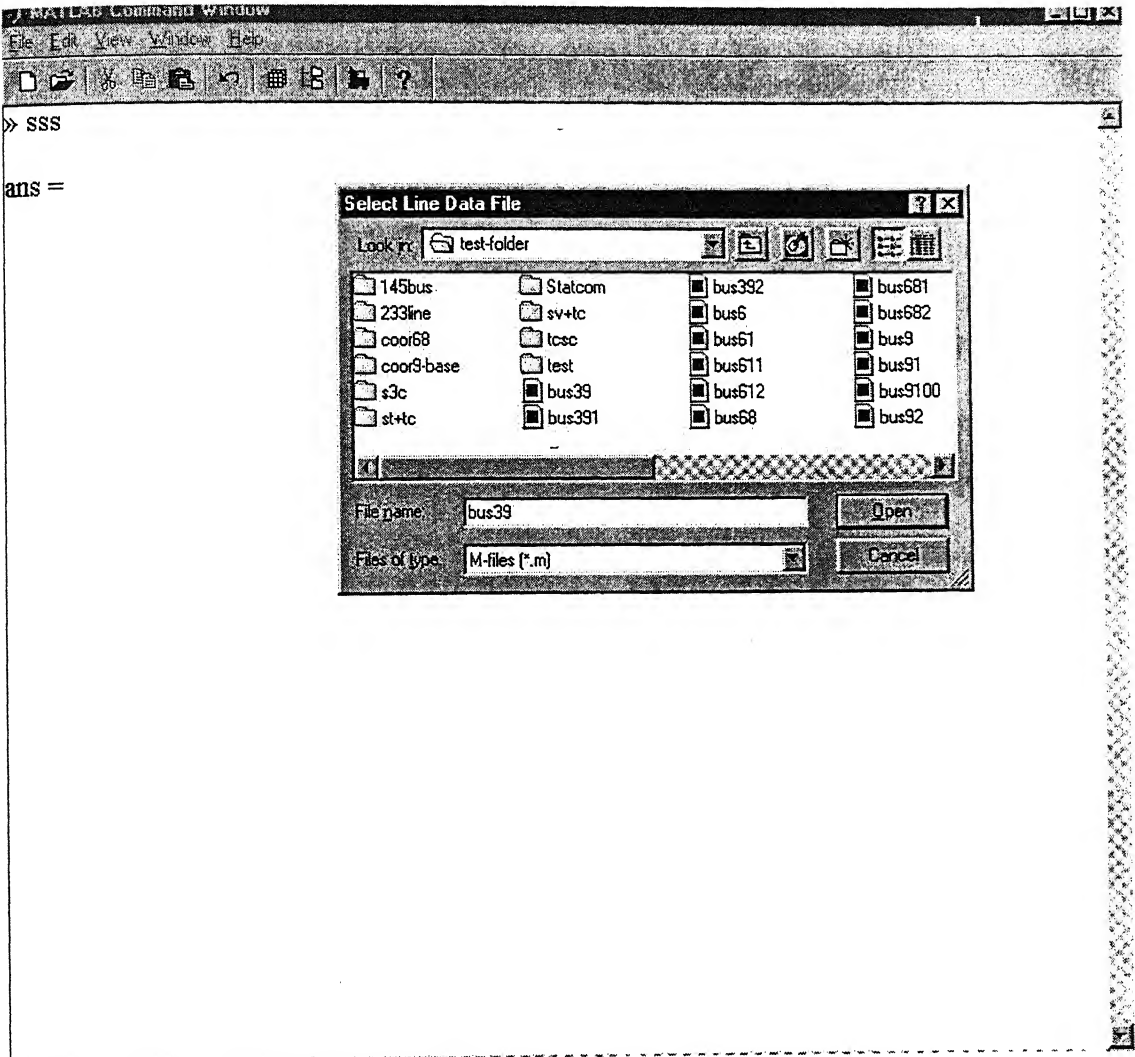 MATLAB Command Window
File Edit View Window Help
» sss
ans =
Select Line Data File
Look in: test-folder
145bus Statcom bus392 bus681
233line sv+tc bus6 bus682
coor68 tcsc bus61 bus9
coor9-base test bus611 bus91
s3c bus39 bus612 bus9100
st+tc bus391 bus68 bus92
File name: bus39 Open
Files of type: M-files (*.m) Cancel